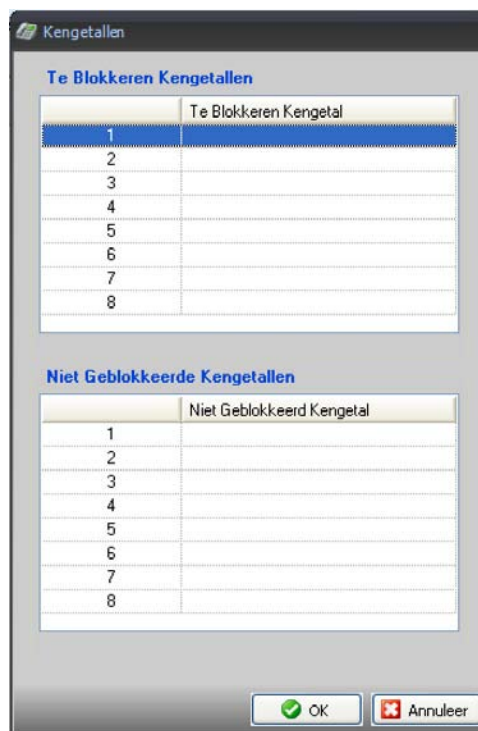 Kengetallen
Te Blokkeren Kengetallen
Te Blokkeren Kengetal
1
2
3
4
5
6
7
8
Niet Geblokkeerde Kengetallen
Niet Geblokkeerd Kengetal
1
2
3
4
5
6
7
8
OK Annuleer